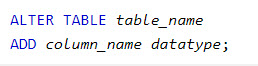 ALTER TABLE table_name
ADD column_name datatype;